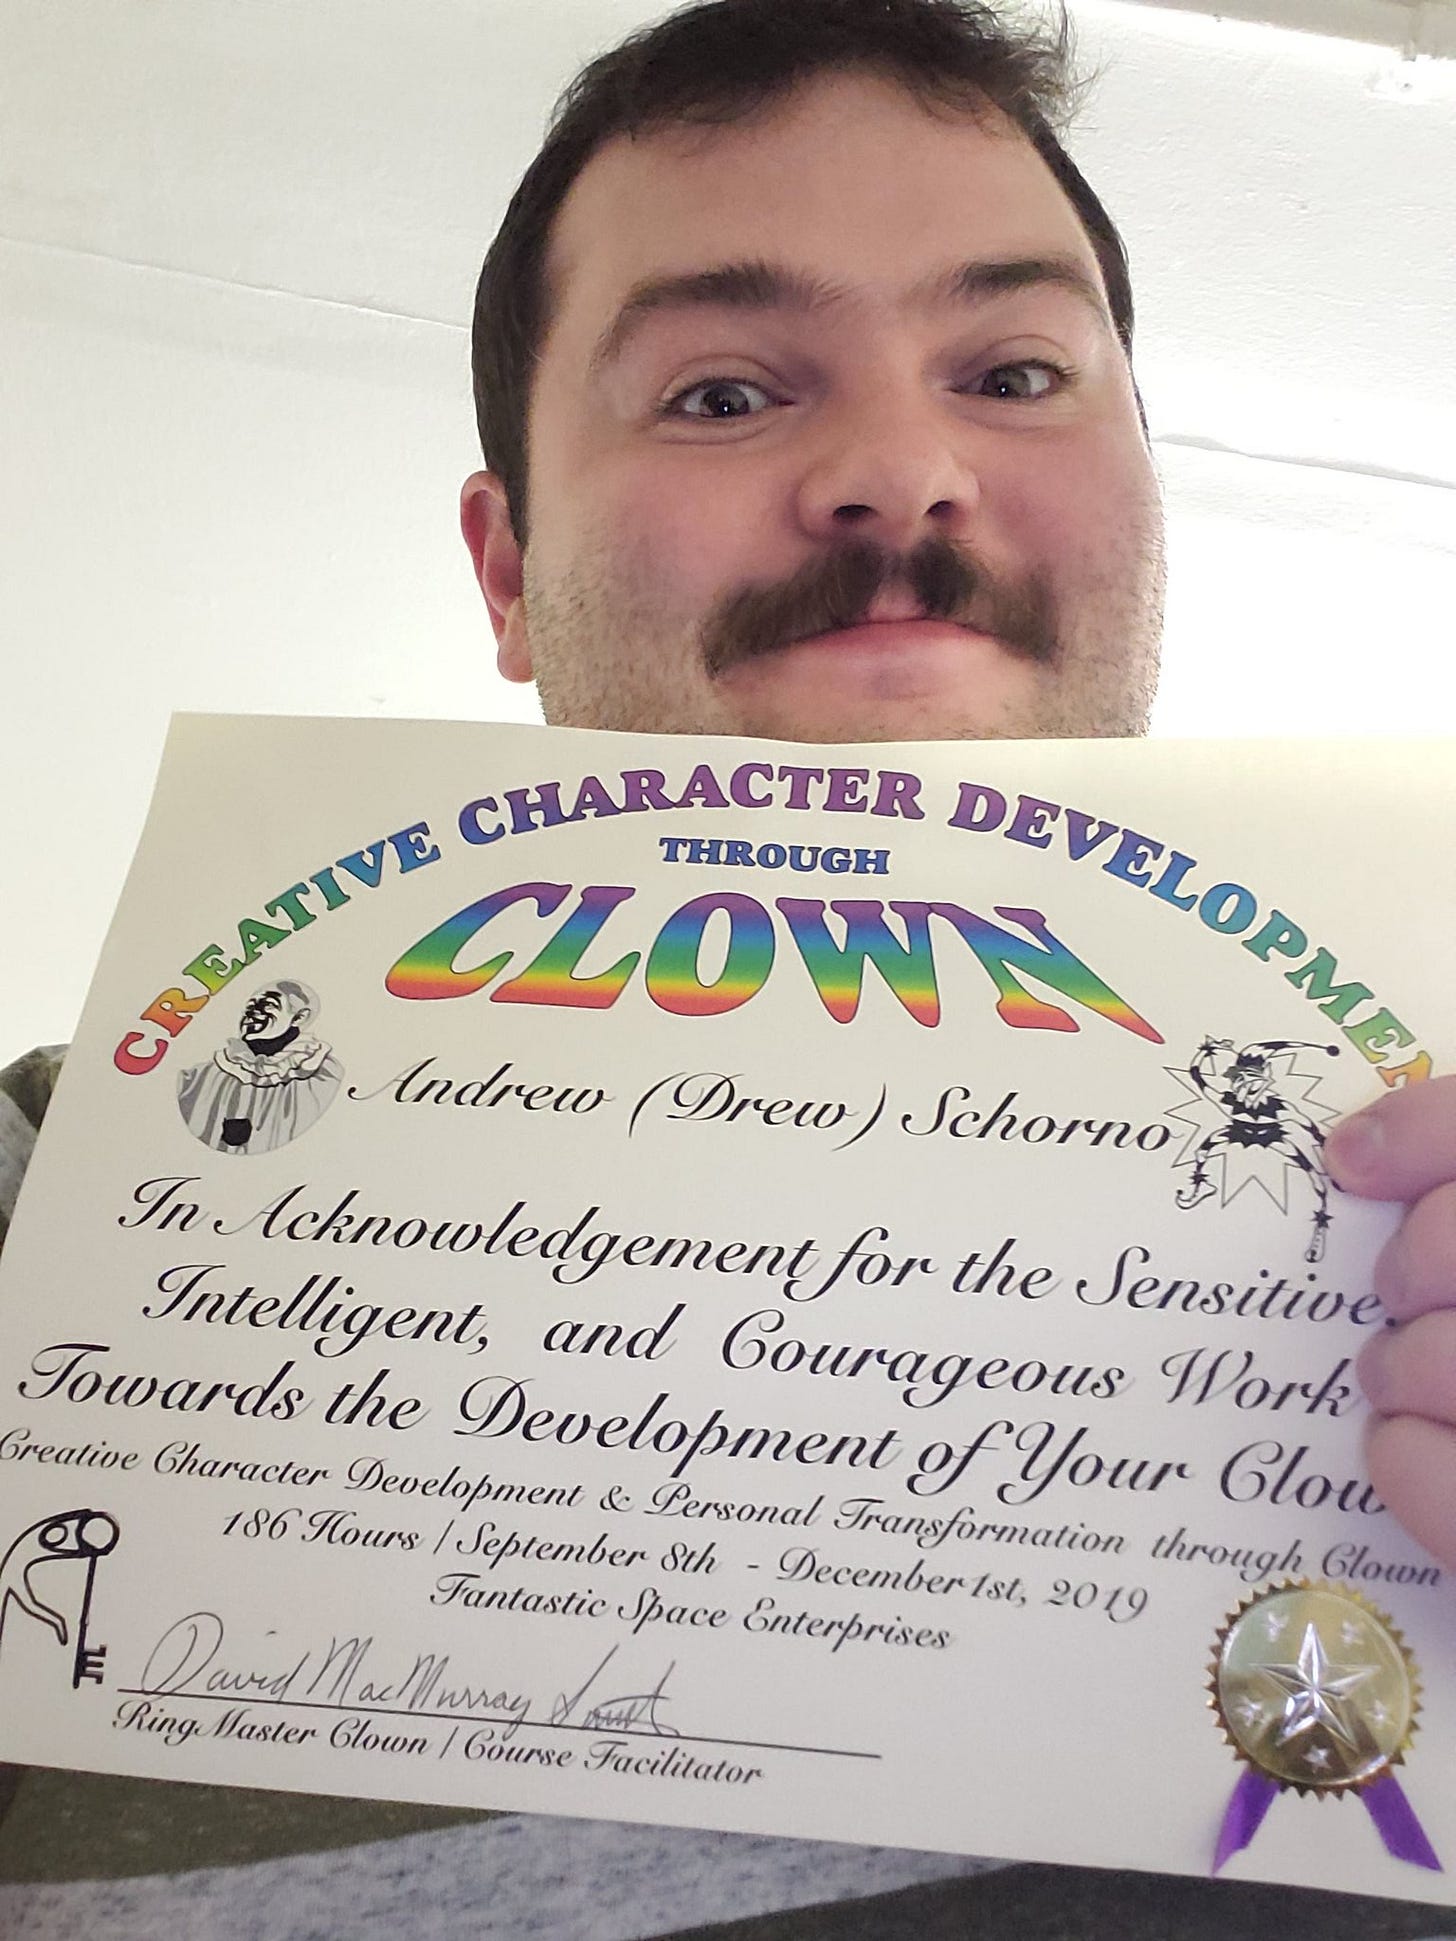 CREATIVE CHARACTER DEVELOPMEN
THROUGH
CLOWN
Andrew (Drew) Schorno
In Acknowledgement for the Sensitive,
Intelligent, and Courageous Work
Towards the Development of Your Clow
Creative Character Development & Personal Transformation through Clown
186 Hours / September 8th - December 1st, 2019
Fantastic Space Enterprises
David MacMurray
RingMaster Clown / Course Facilitator